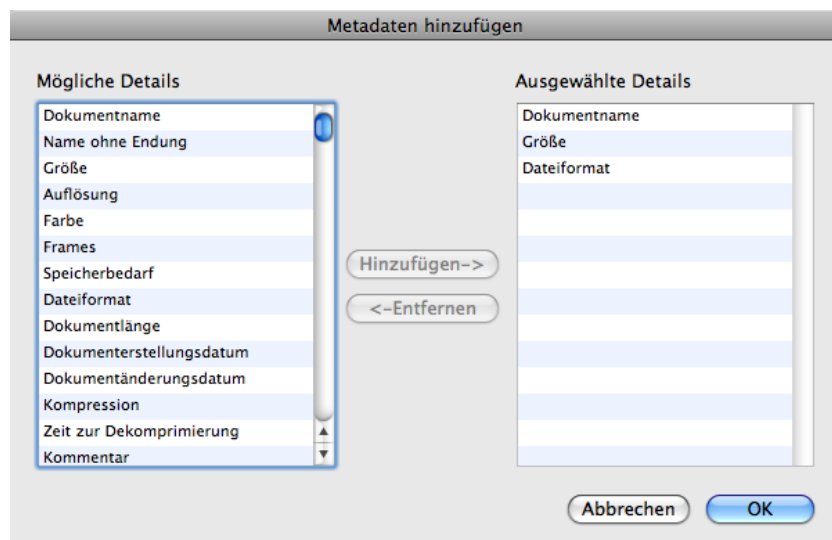 Metadaten hinzufügen
Mögliche Details
Dokumentname
Name ohne Endung
Größe
Auflösung
Farbe
Frames
Speicherbedarf
Dateiformat
Dokumentlänge
Dokumenterstellungsdatum
Dokumentänderungsdatum
Kompression
Zeit zur Dekomprimierung
Kommentar
Hinzufügen->
<-Entfernen
Ausgewählte Details
Dokumentname
Größe
Dateiformat
Abbrechen
OK